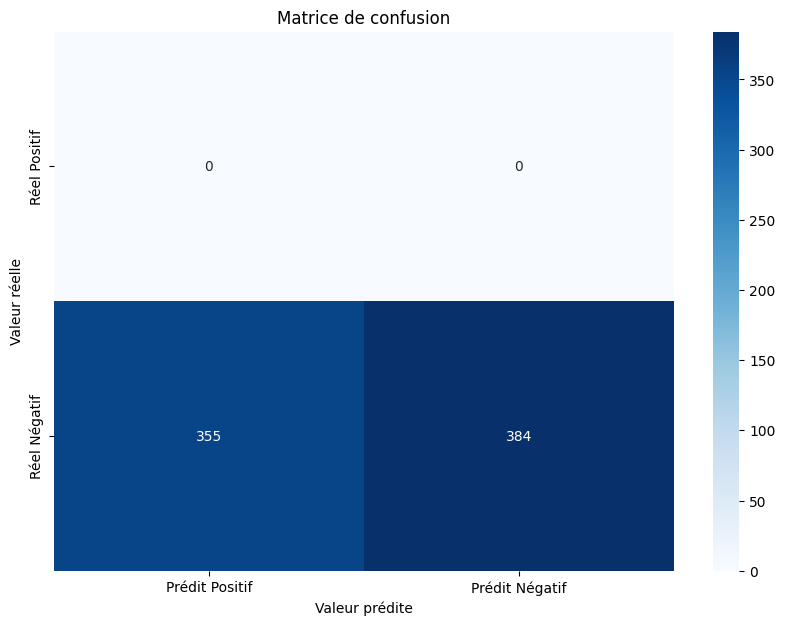 Matrice de confusion
Réel Positif
Réel Négatif
Valeur réelle
0
0
355
384
Prédit Positif
Prédit Négatif
Valeur prédite
350
300
250
200
150
100
50
0